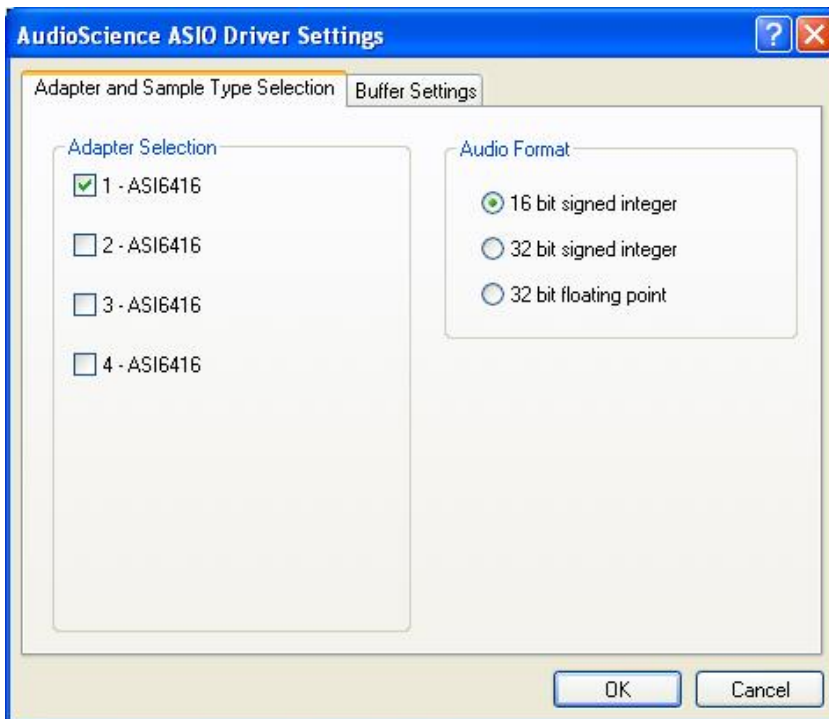 AudioScience ASIO Driver Settings
Adapter and Sample Type Selection
Buffer Settings
Adapter Selection
1 - ASI6416
2 - ASI6416
3 - ASI6416
4 - ASI6416
Audio Format
16 bit signed integer
32 bit signed integer
32 bit floating point
OK
Cancel